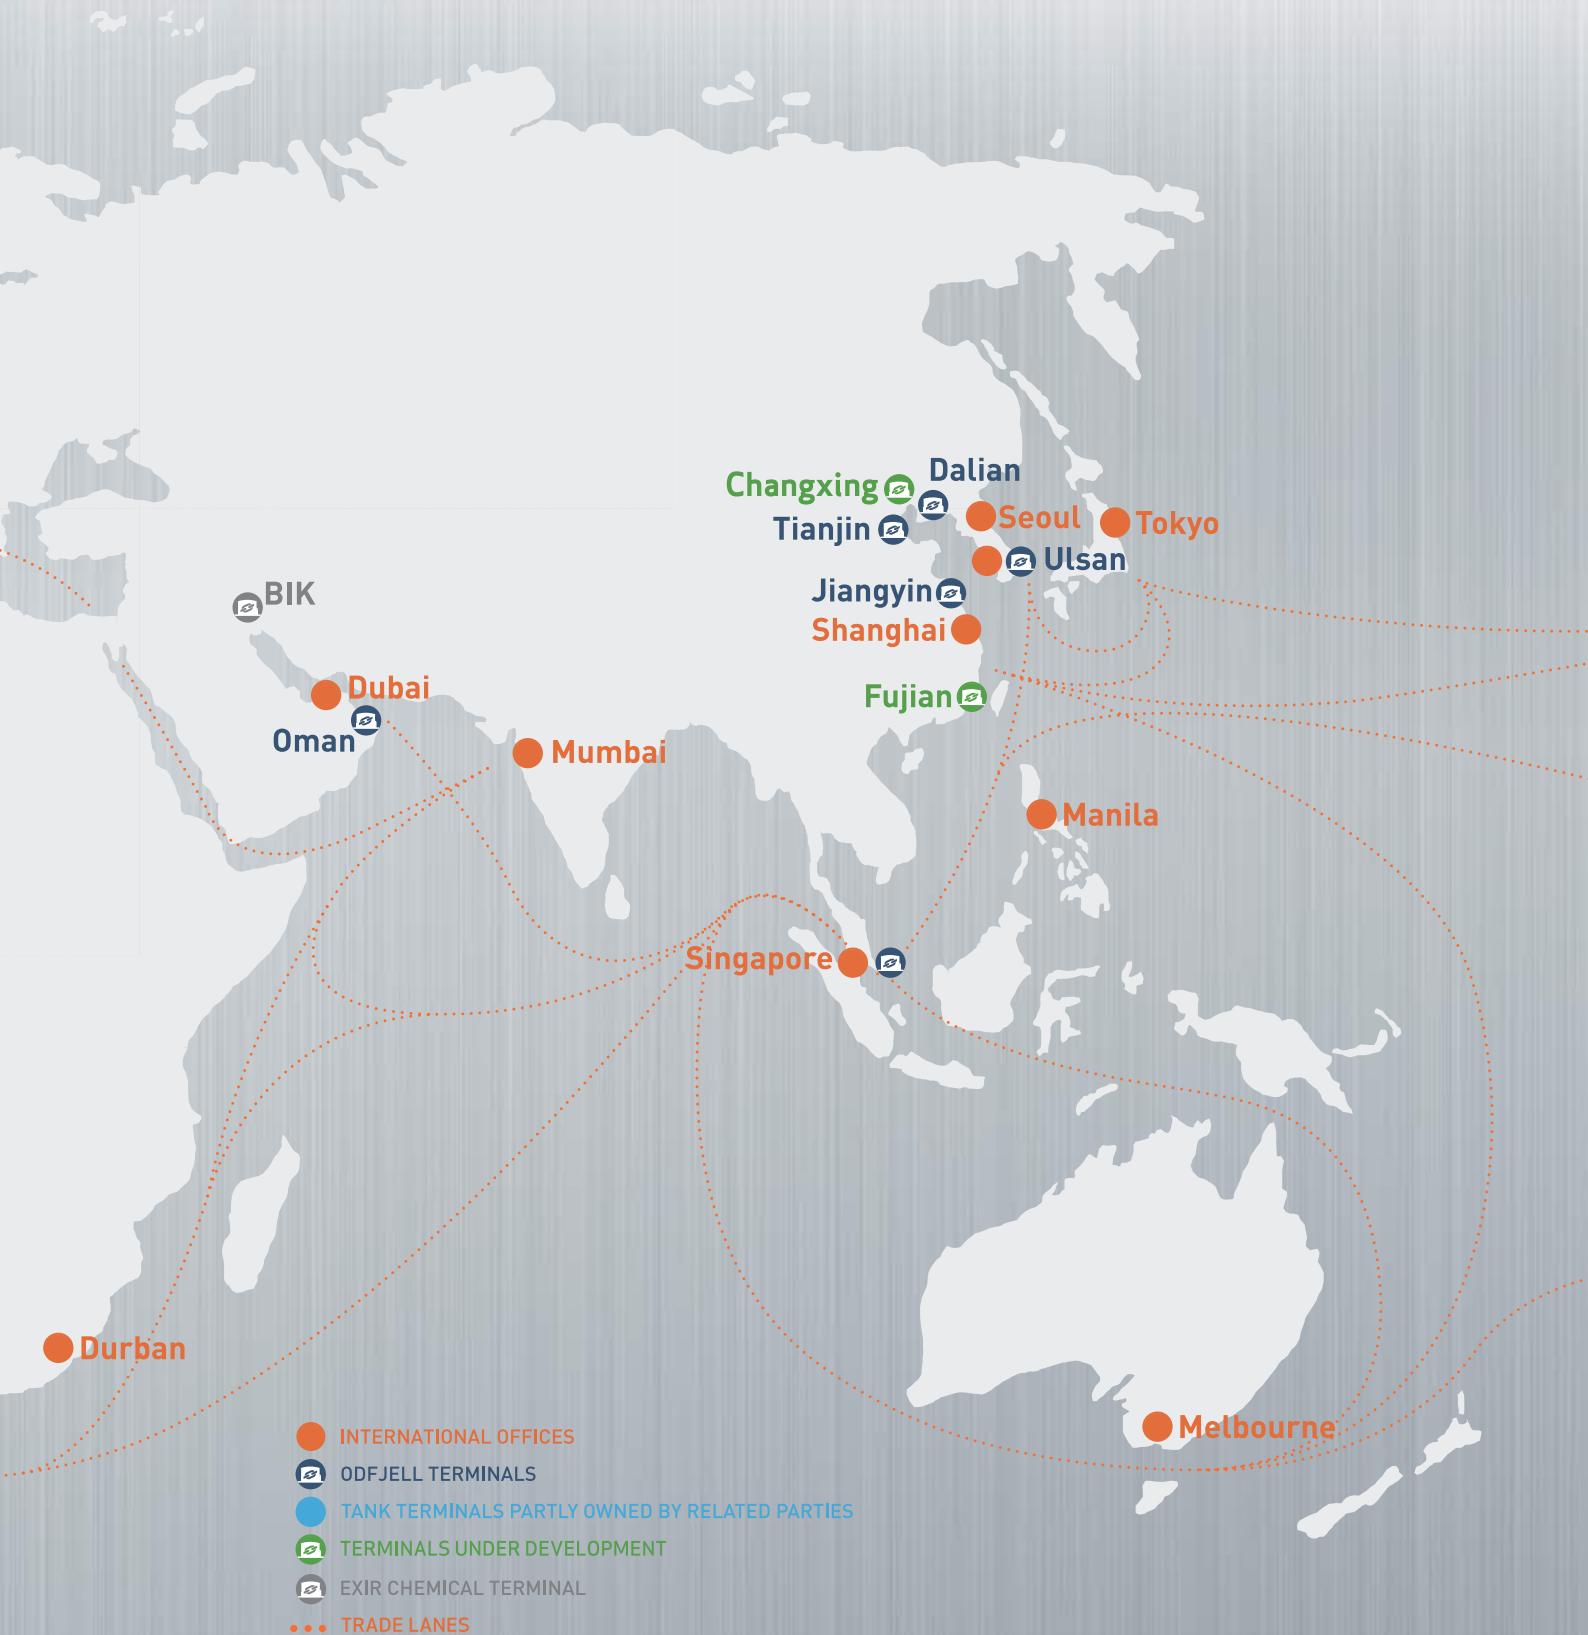 Dalian
Changxing
Seoul
Tokyo
Tianjin
Ulsan
BIK
Jiangyin
Shanghai
Dubai
Fujian
Oman
Mumbai
Manila
Singapore
Durban
Melbourne
INTERNATIONAL OFFICES
ODFJELL TERMINALS
TANK TERMINALS PARTLY OWNED BY RELATED PARTIES
TERMINALS UNDER DEVELOPMENT
EXIR CHEMICAL TERMINAL
TRADE LANES